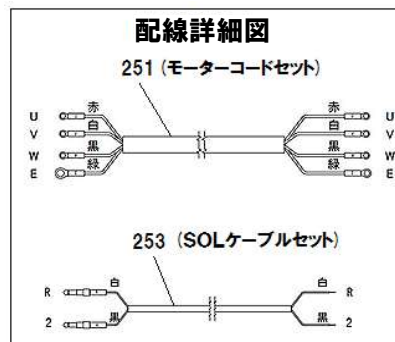 配線詳細図
251 (モーターコードセット)
U 赤 赤 U
V 白 白 V
W 黒 黒 W
E 緑 緑 E
253 (SOLケーブルセット)
R 白 白 R
2 黒 黒 2